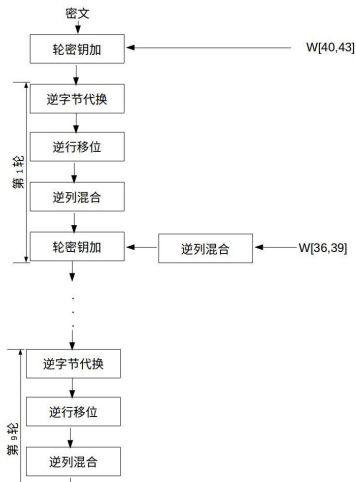 密文
轮密钥加
W[40,43]
逆字节代换
逆行移位
第1轮
逆列混合
轮密钥加
逆列混合
W[36,39]
逆字节代换
逆行移位
第9轮
逆列混合